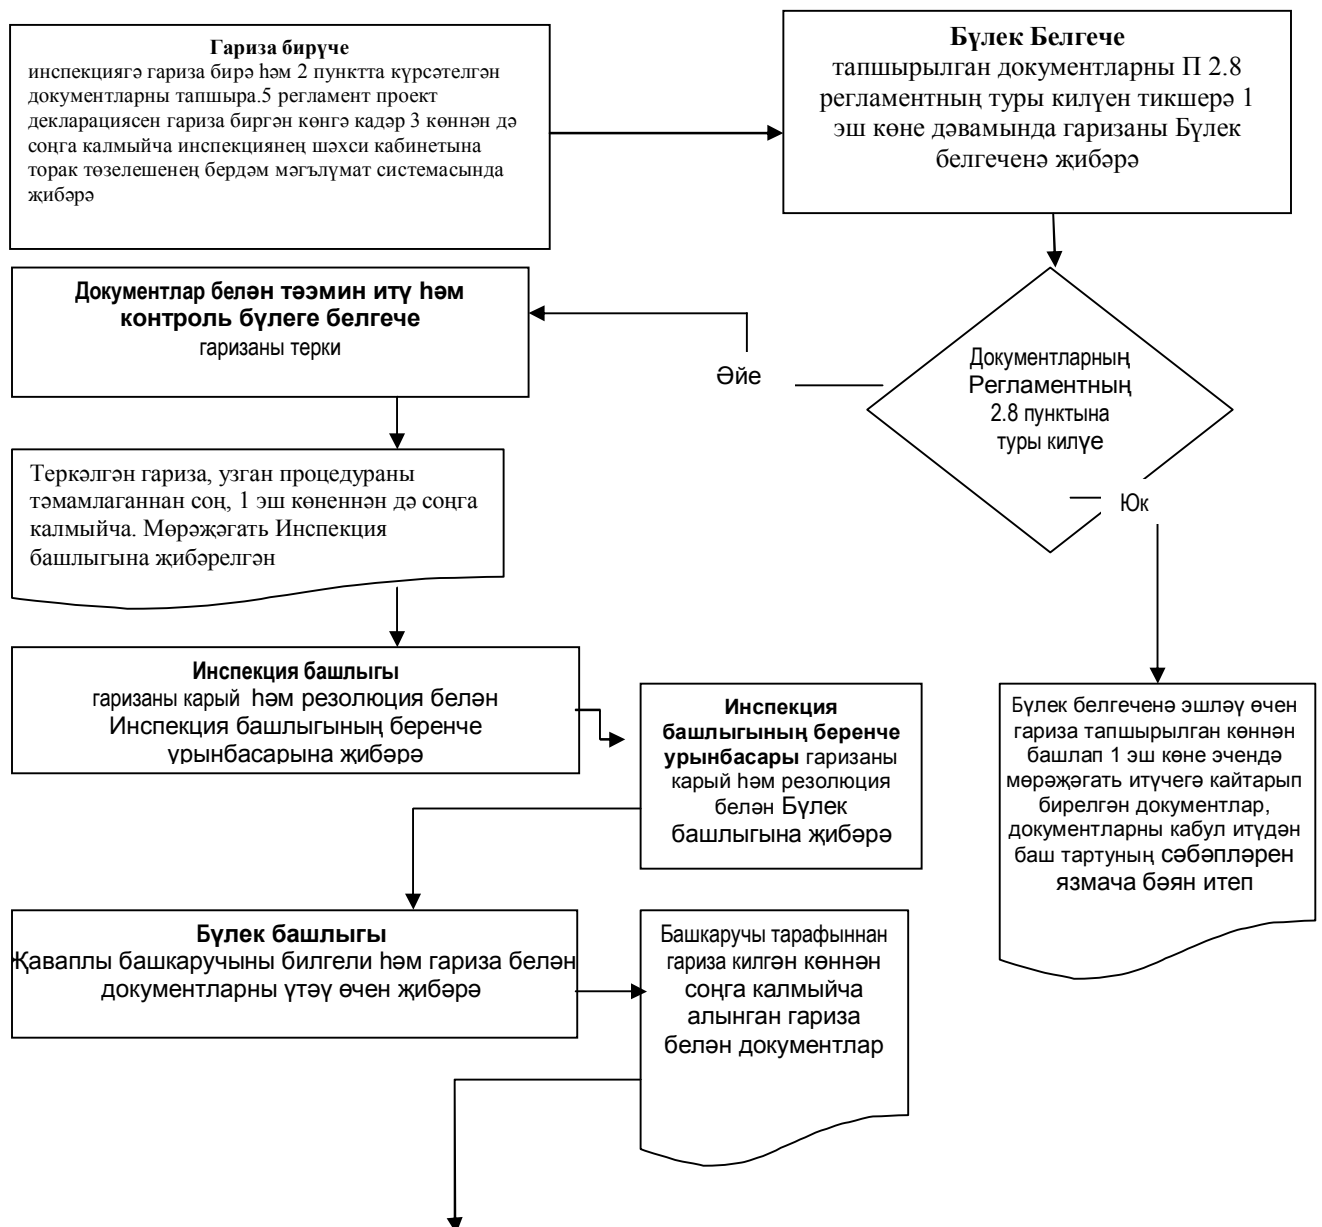 Гариза бирүче
инспекциягә гариза бирә һәм 2 пунктта күрсәтелгән
документларны тапшыра.5 регламент проект
декларациясен гариза биргән көнгә кадәр 3 көннән дә
соңга калмыйча инспекциянең шәхси кабинетына
торак төзелешенең бердәм мәгълүмат системасында
җибәрә
Бүлек Белгече
тапшырылган документларны П 2.8
регламентның туры килүен тикшерә 1
эш көне дәвамында гаризаны Бүлек
белгеченә җибәрә
Документлар белән тәэмин итү һәм
контроль бүлеге белгече
гаризаны терки
Әйе
Документларның
Регламентның
2.8 пунктына
туры килүе
Юк
Теркәлгән гариза, узган процедураны
тәмамлаганнан соң, 1 эш көненнән дә соңга
калмыйча. Мөрәҗәгать Инспекция
башлыгына җибәрелгән
Инспекция башлыгы
гаризаны карый һәм резолюция белән
Инспекция башлыгының беренче
урынбасарына җибәрә
Инспекция
башлыгының беренче
урынбасары гаризаны
карый һәм резолюция
белән Бүлек
башлыгына җибәрә
Бүлек белгеченә эшләү өчен
гариза тапшырылган көннән
башлап 1 эш көне эчендә
мөрәҗәгать итүчегә кайтарып
бирелгән документлар,
документларны кабул итүдән
баш тартуның сәбәпләрен
язмача бәян итеп
Бүлек башлыгы
Җаваплы башкаручыны билгели һәм гариза белән
документларны үтәү өчен җибәрә
Башкаручы тарафыннан
гариза килгән көннән
соңга калмыйча
алынган гариза
белән документлар